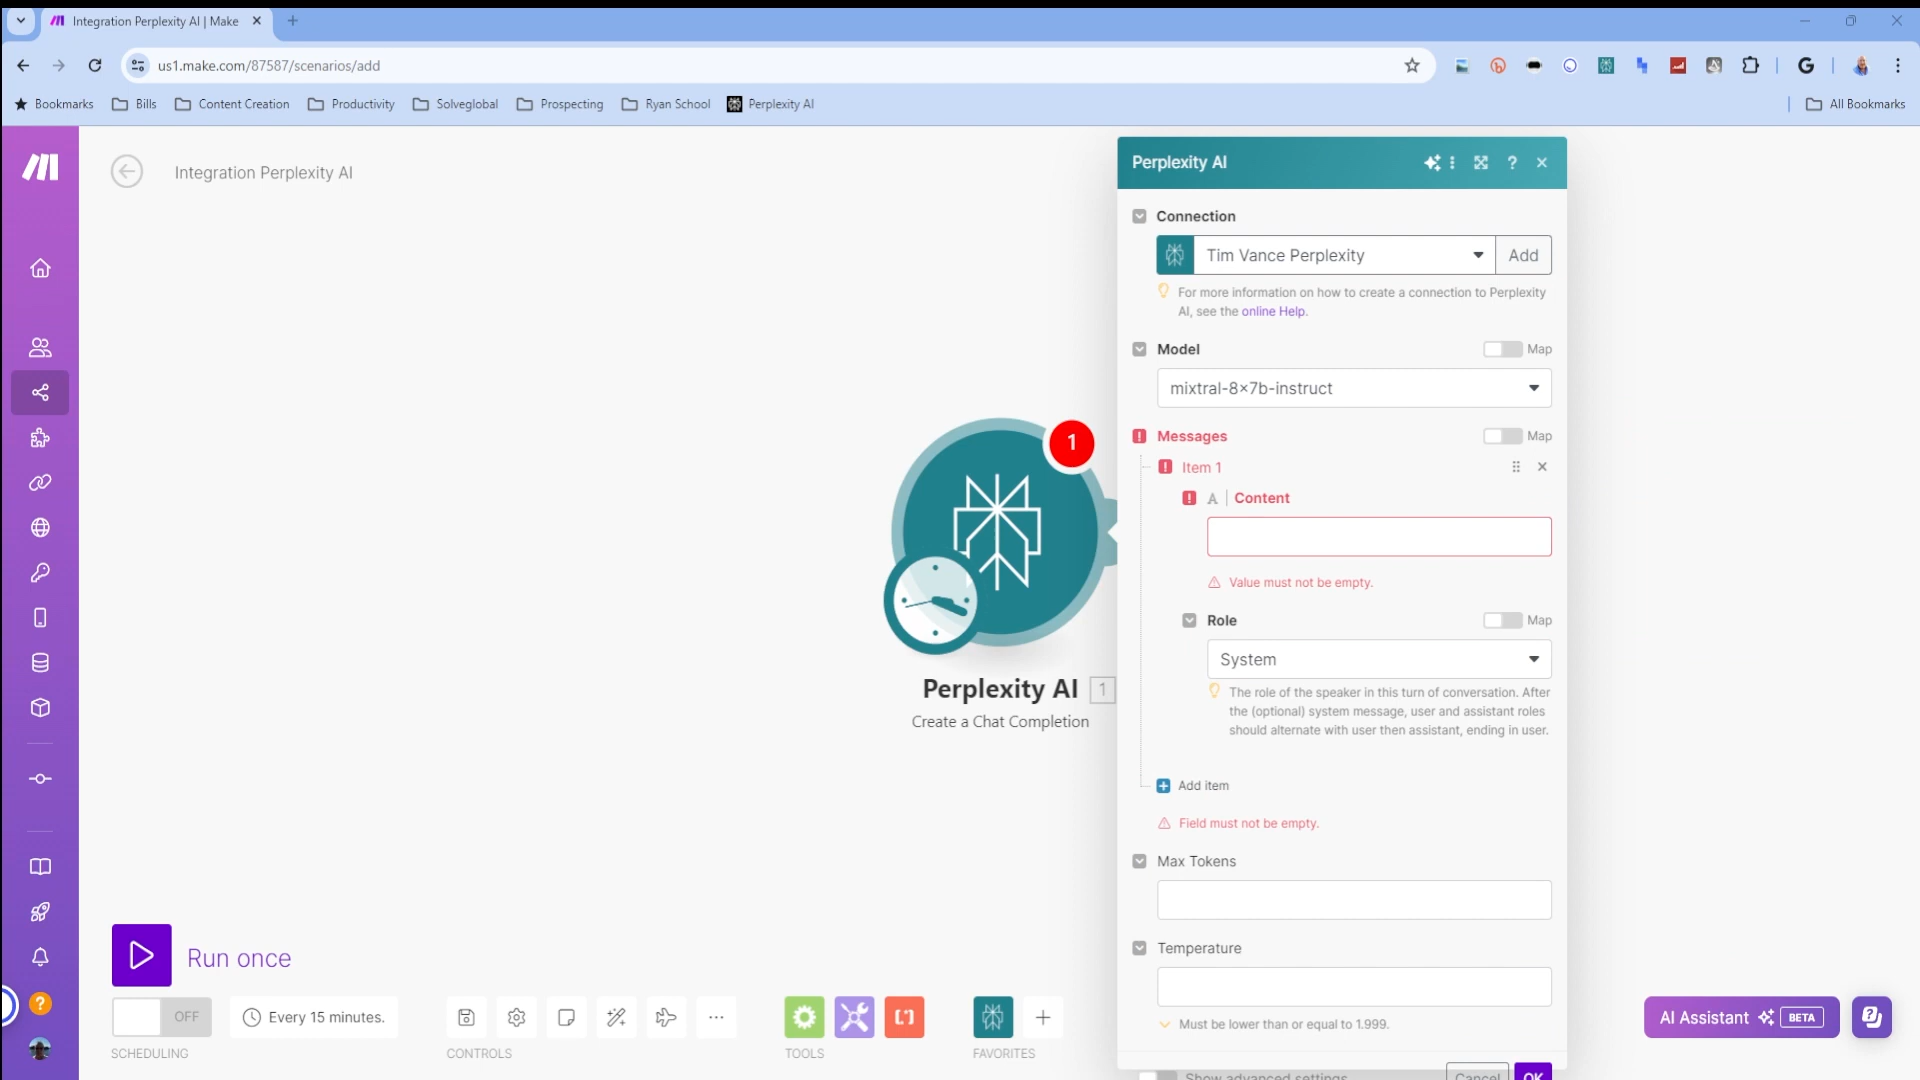 Integration Perplexity AI | Make
us1.make.com/87587/scenarios/add
Bookmarks
Bills
Content Creation
Productivity
Solveglobal
Prospecting
Ryan School
Perplexity AI
All Bookmarks
Integration Perplexity AI
Perplexity AI
Connection
Tim Vance Perplexity
Add
For more information on how to create a connection to Perplexity
AI, see the online Help.
Model
Map
mixtral-8x7b-instruct
Messages
Map
Item 1
A | Content
Value must not be empty.
Role
Map
System
The role of the speaker in this turn of conversation. After
the (optional) system message, user and assistant roles
should alternate with user then assistant, ending in user.
Add item
Field must not be empty.
Max Tokens
Temperature
Must be lower than or equal to 1.999.
Show advanced settings
Cancel
OK
1
Perplexity AI
1
Create a Chat Completion
Run once
OFF
Every 15 minutes.
SCHEDULING
CONTROLS
TOOLS
FAVORITES
AI Assistant
BETA